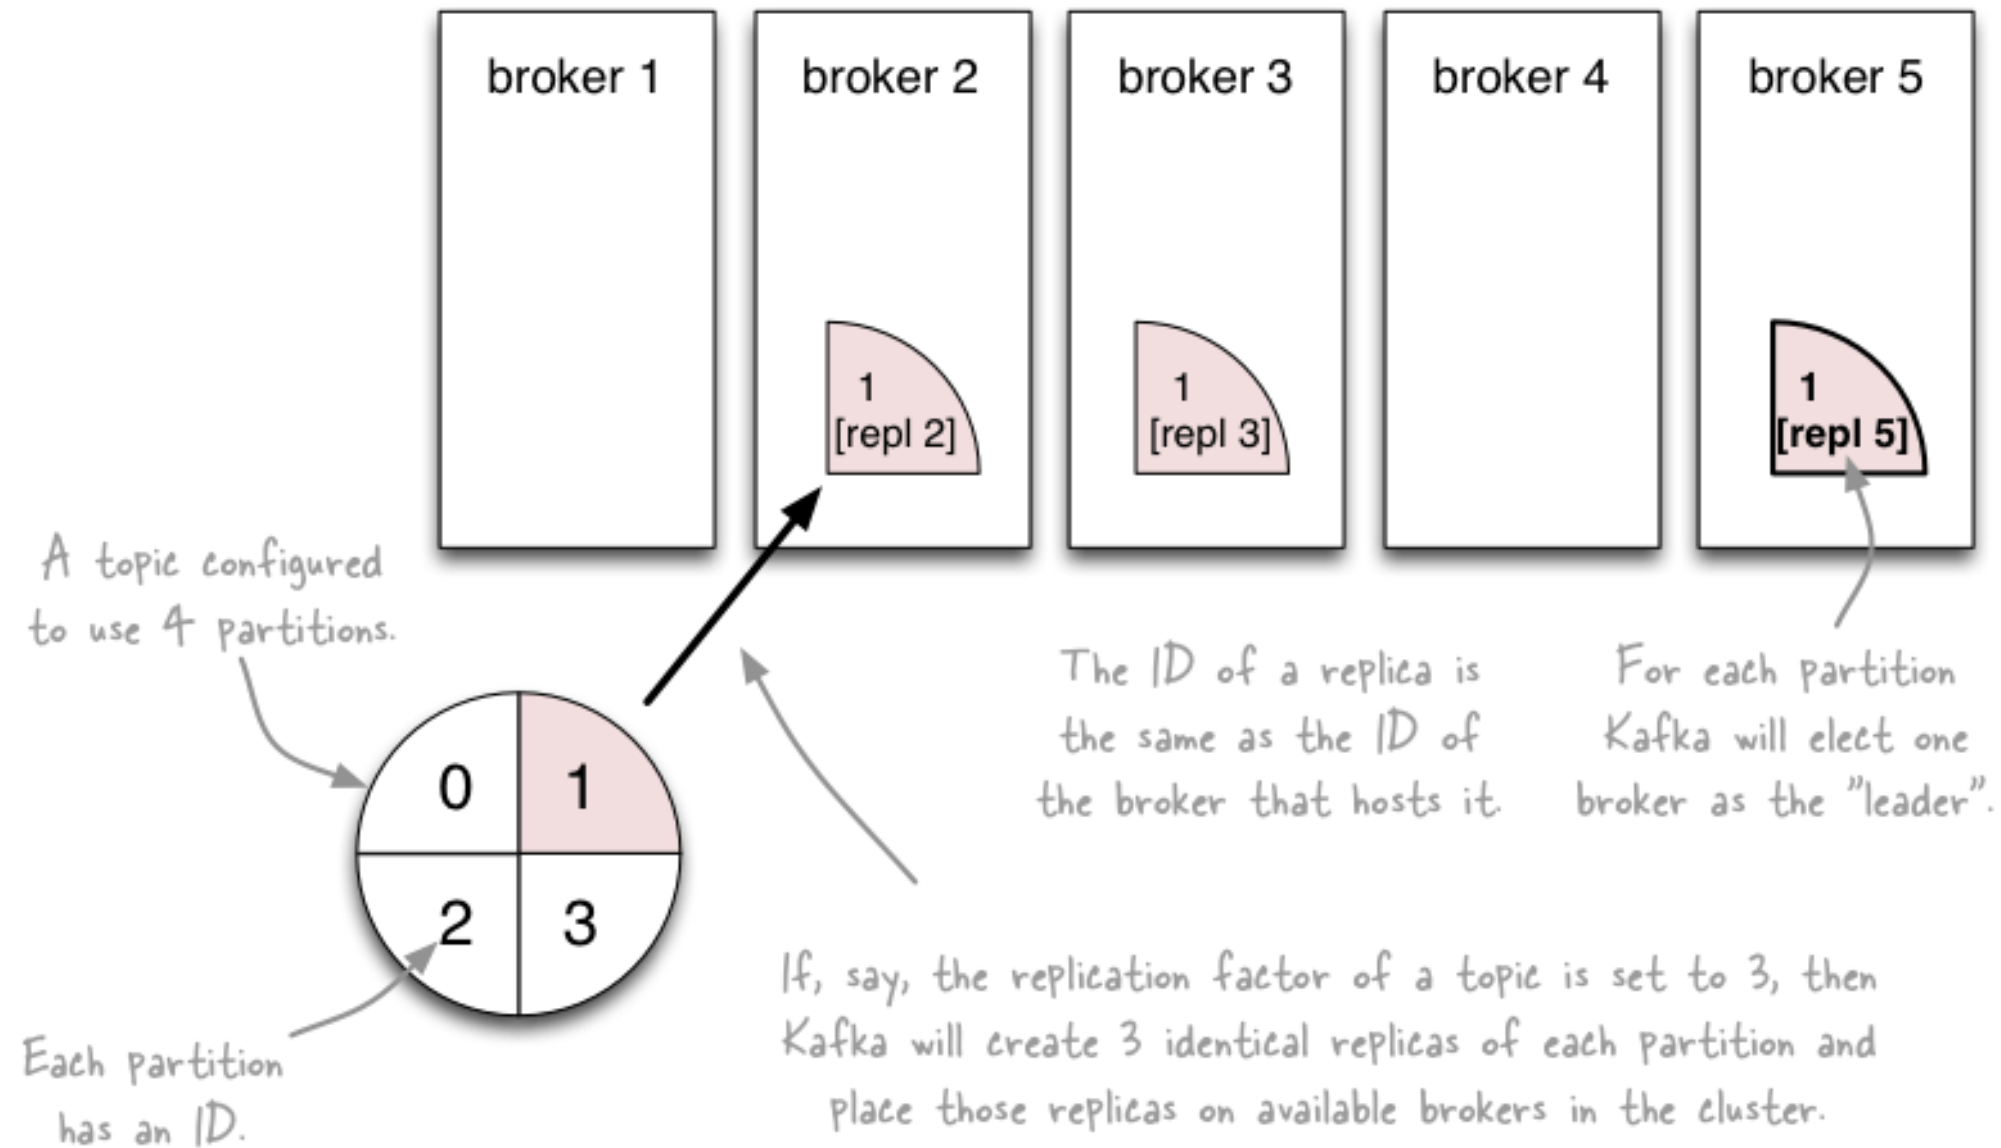 broker 1
broker 2
broker 3
broker 4
broker 5
1
[repl 2]
1
[repl 3]
1
[repl 5]
A topic configured
to use 4 partitions.
0
1
2
3
Each partition
has an ID.
The ID of a replica is
the same as the ID of
the broker that hosts it.
For each partition
Kafka will elect one
broker as the "leader".
If, say, the replication factor of a topic is set to 3, then
Kafka will create 3 identical replicas of each partition and
place those replicas on available brokers in the cluster.